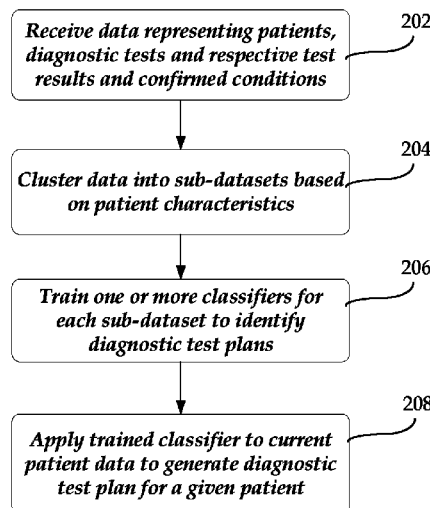 Receive data representing patients,
diagnostic tests and respective test
results and confirmed conditions
202
Cluster data into sub-datasets based
on patient characteristics
204
Train one or more classifiers for
each sub-dataset to identify
diagnostic test plans
206
Apply trained classifier to current
patient data to generate diagnostic
test plan for a given patient
208